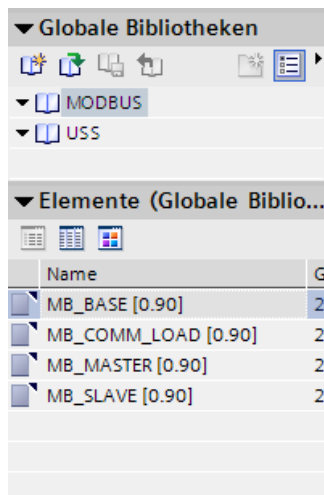 Globale Bibliotheken
MODBUS
USS
Elemente (Globale Biblio...
Name
MB_BASE [0.90]
MB_COMM_LOAD [0.90]
MB_MASTER [0.90]
MB_SLAVE [0.90]